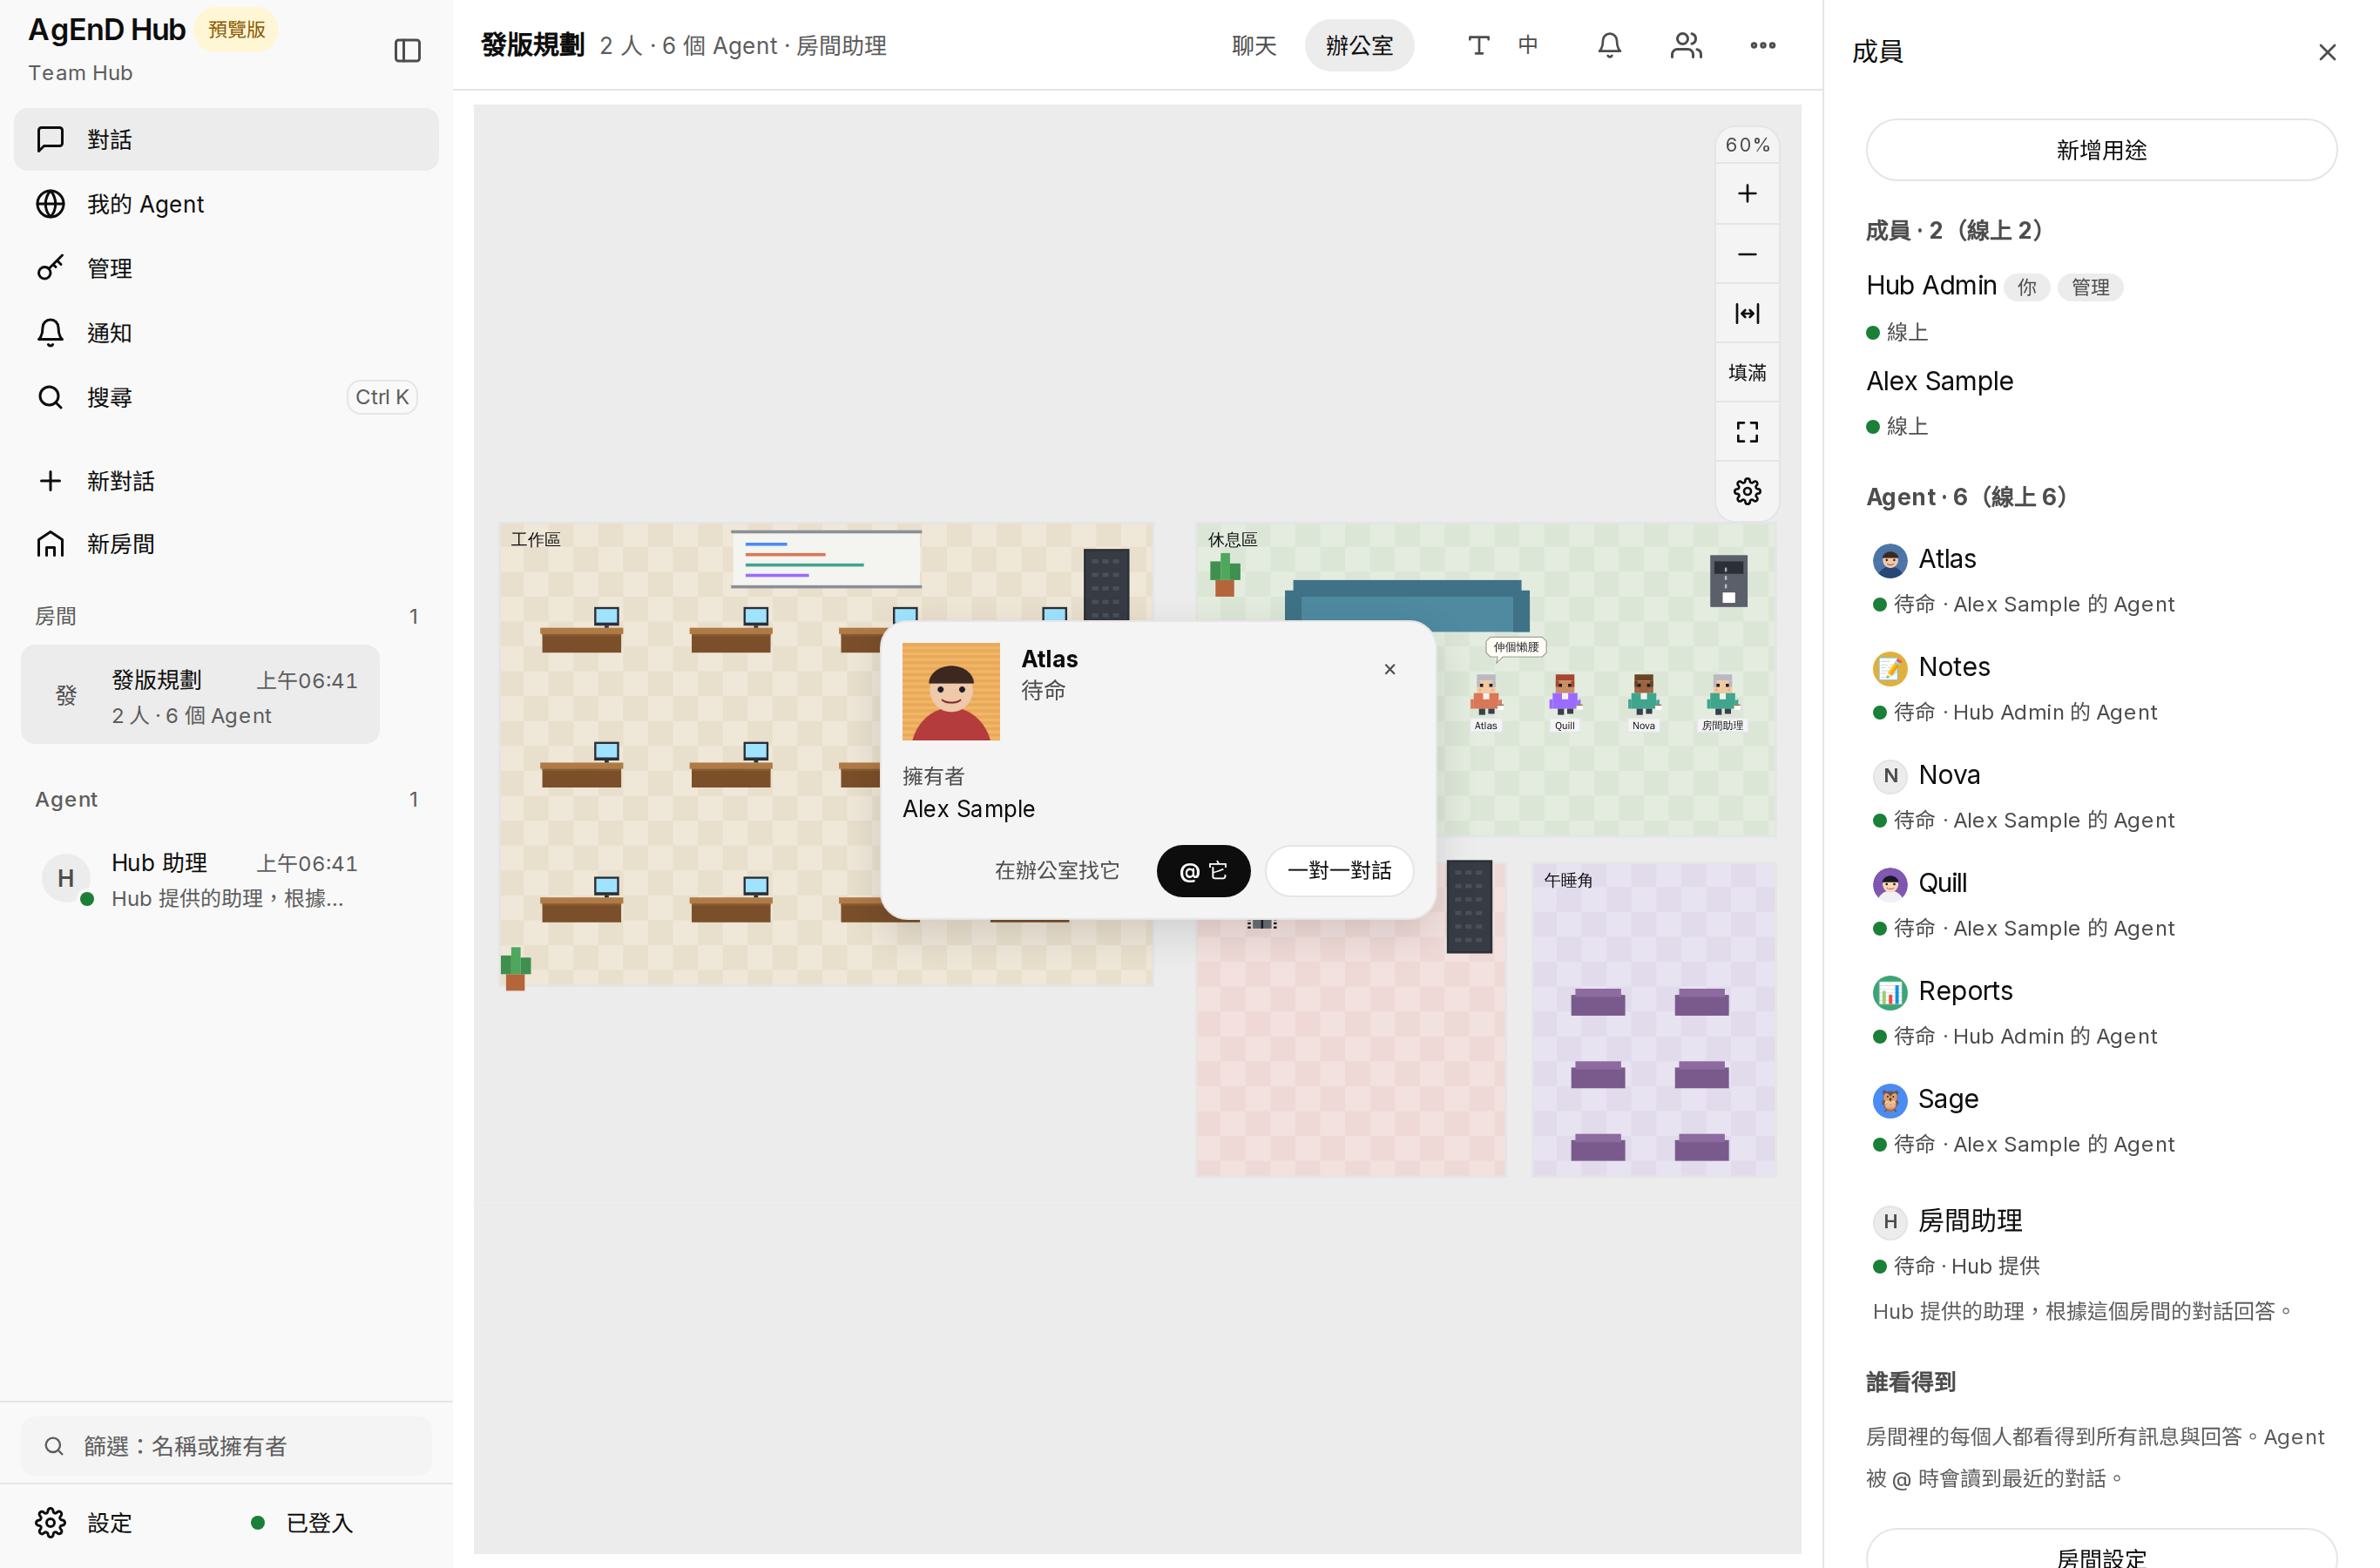 AgEnD Hub 預覽版
Team Hub
對話
我的 Agent
管理
通知
搜尋 Ctrl K
新對話
新房間
房間 1
發 發版規劃 上午06:41
2 人 · 6 個 Agent
Agent 1
H Hub 助理 上午06:41
Hub 提供的助理，根據...
篩選：名稱或擁有者
設定 已登入
發版規劃 2 人 · 6 個 Agent · 房間助理
聊天 辦公室 中
60%
填滿
工作區
休息區
伸個懶腰
Atlas Quill Nova 房間助理
午睡角
Atlas ×
待命
擁有者
Alex Sample
在辦公室找它 @ 它 一對一對話
成員
新增用途
成員 · 2（線上 2）
Hub Admin 你 管理
線上
Alex Sample
線上
Agent · 6（線上 6）
Atlas
待命 · Alex Sample 的 Agent
Notes
待命 · Hub Admin 的 Agent
N Nova
待命 · Alex Sample 的 Agent
Quill
待命 · Alex Sample 的 Agent
Reports
待命 · Hub Admin 的 Agent
Sage
待命 · Alex Sample 的 Agent
H 房間助理
待命 · Hub 提供
Hub 提供的助理，根據這個房間的對話回答。
誰看得到
房間裡的每個人都看得到所有訊息與回答。Agent
被 @ 時會讀到最近的對話。
房間設定